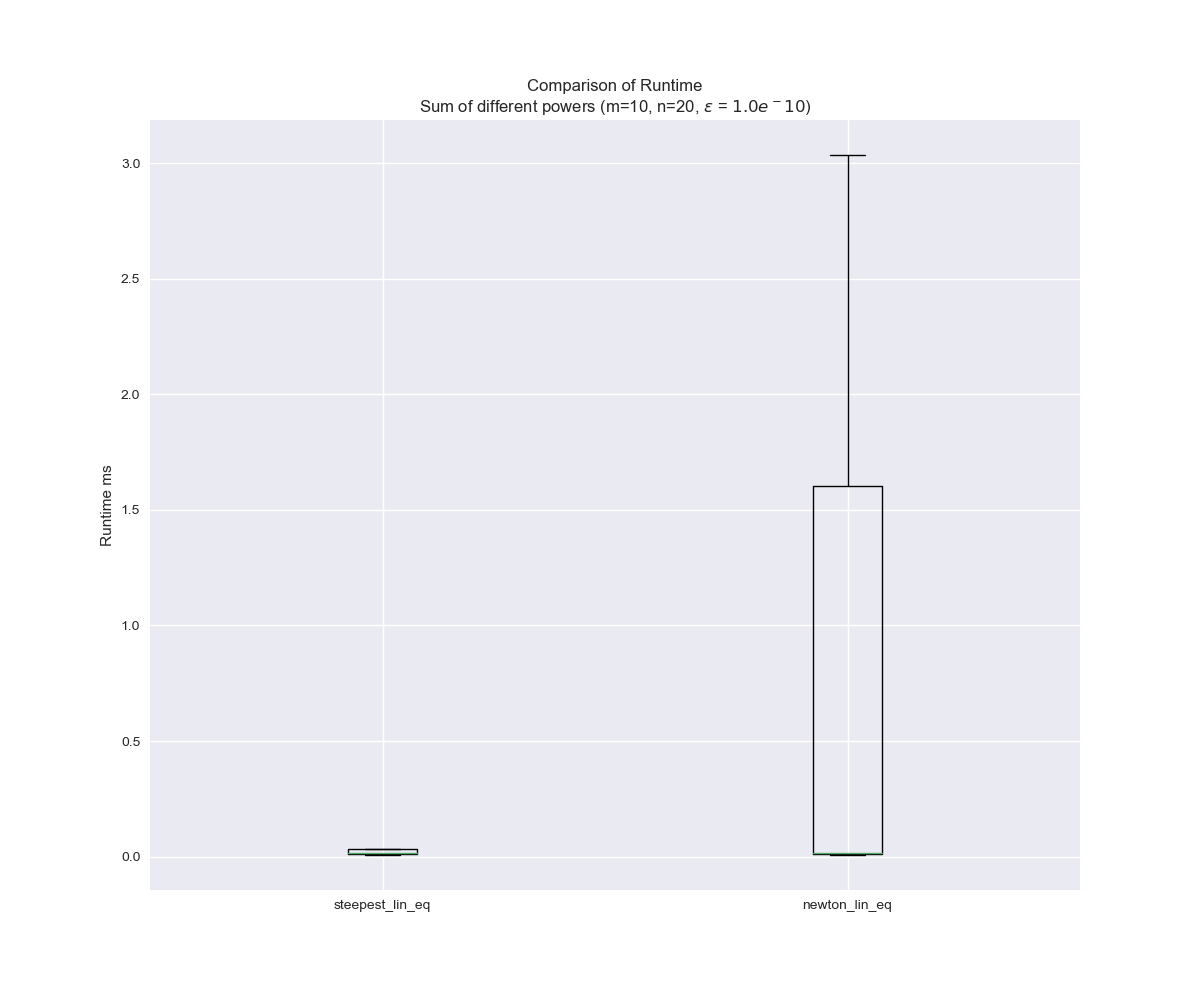 Comparison of Runtime
Sum of different powers (m=10, n=20, ε = 1.0e⁻10)
3.0
2.5
2.0
1.5
1.0
0.5
0.0
Runtime ms
steepest_lin_eq
newton_lin_eq